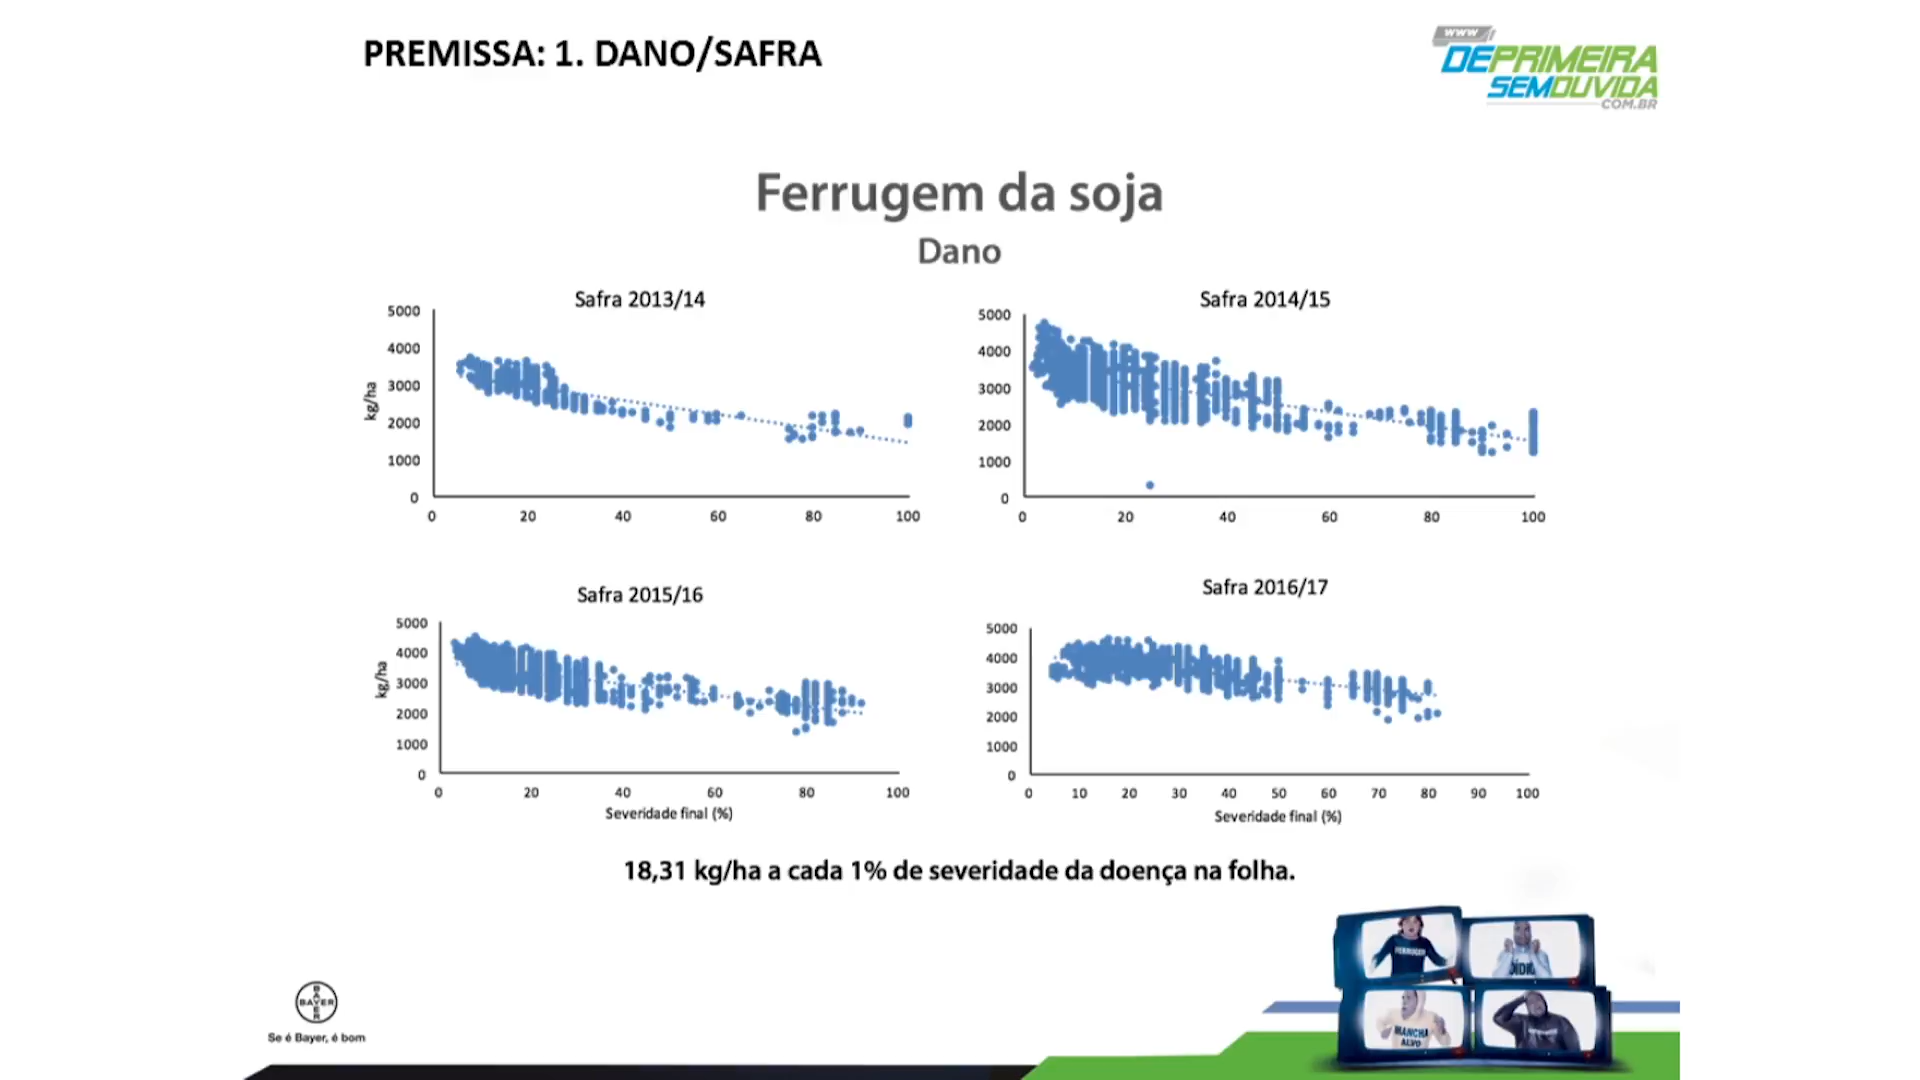 PREMISSA: 1. DANO/SAFRA
WWW
DEPRIMEIRA
SEMDUVIDA
COM.BR
Ferrugem da soja
Dano
Safra 2013/14
kg/ha
5000
4000
3000
2000
1000
0
0 20 40 60 80 100
Safra 2014/15
5000
4000
3000
2000
1000
0
0 20 40 60 80 100
Safra 2015/16
kg/ha
5000
4000
3000
2000
1000
0
0 20 40 60 80 100
Severidade final (%)
Safra 2016/17
5000
4000
3000
2000
1000
0
0 10 20 30 40 50 60 70 80 90 100
Severidade final (%)
18,31 kg/ha a cada 1% de severidade da doença na folha.
FERRUGEM
MANCHA
ALVO
BAYER
BAYER
Se é Bayer, é bom